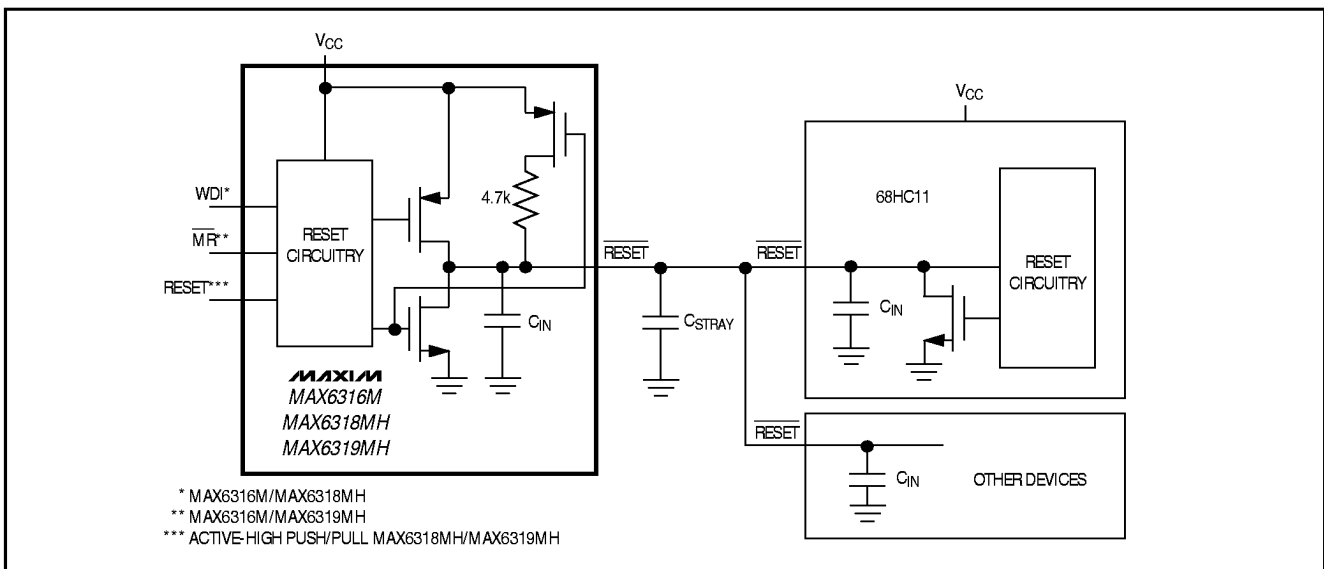 VCC
WDI*
MR**
RESET***
RESET
CIRCUITRY
4.7k
CIN
MAXIM
MAX6316M
MAX6318MH
MAX6319MH
RESET
CSTRAY
RESET
VCC
68HC11
CIN
RESET
CIRCUITRY
RESET
CIN
OTHER DEVICES
* MAX6316M/MAX6318MH
** MAX6316M/MAX6319MH
*** ACTIVE-HIGH PUSH/PULL MAX6318MH/MAX6319MH